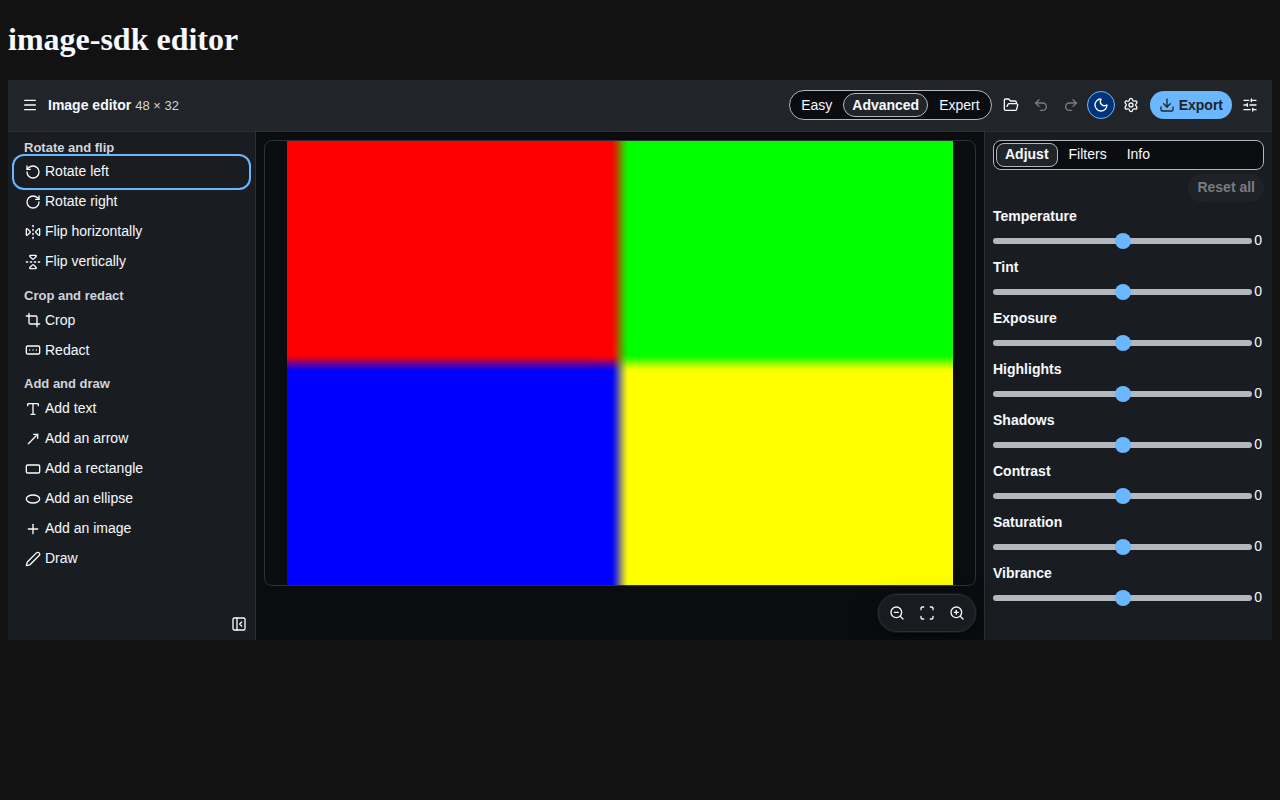 image-sdk editor
Image editor 48 × 32
Easy Advanced Expert
Export
Rotate and flip
Rotate left
Rotate right
Flip horizontally
Flip vertically
Crop and redact
Crop
Redact
Add and draw
Add text
Add an arrow
Add a rectangle
Add an ellipse
Add an image
Draw
Adjust Filters Info
Reset all
Temperature
0
Tint
0
Exposure
0
Highlights
0
Shadows
0
Contrast
0
Saturation
0
Vibrance
0